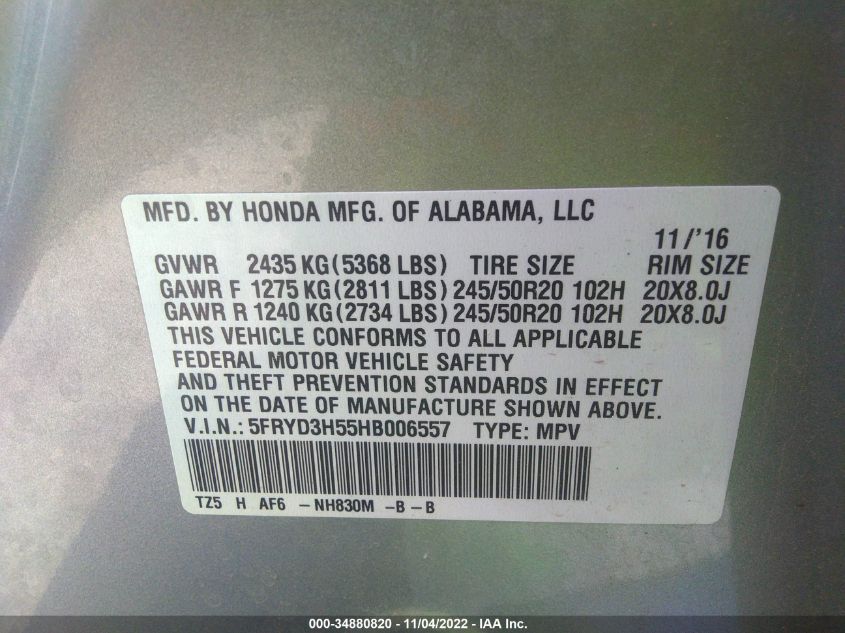 MFD. BY HONDA MFG. OF ALABAMA, LLC
11/'16
GVWR 2435 KG(5368 LBS) TIRE SIZE RIM SIZE
GAWR F 1275 KG(2811 LBS) 245/50R20 102H 20X8.0J
GAWR R 1240 KG(2734 LBS) 245/50R20 102H 20X8.0J
THIS VEHICLE CONFORMS TO ALL APPLICABLE
FEDERAL MOTOR VEHICLE SAFETY
AND THEFT PREVENTION STANDARDS IN EFFECT
ON THE DATE OF MANUFACTURE SHOWN ABOVE.
V.I.N.: 5FRYD3H55HB006557 TYPE: MPV
TZ5 H AF6 -NH830M -B-B
000-34880820 - 11/04/2022 - IAA Inc.